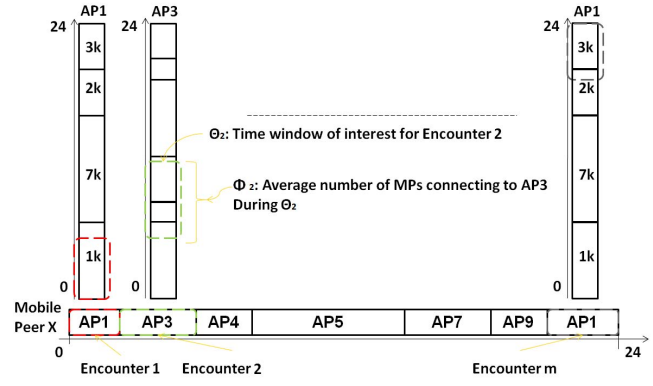 AP1 AP3 AP1
24 24 24
3k 3k
2k 2k
Θ₂: Time window of interest for Encounter 2
7k 7k
Φ ₂: Average number of MPs connecting to AP3
During Θ₂
1k 1k
0 0 0
Mobile
Peer X AP1 AP3 AP4 AP5 AP7 AP9 AP1
0 24
Encounter 1 Encounter 2 Encounter m